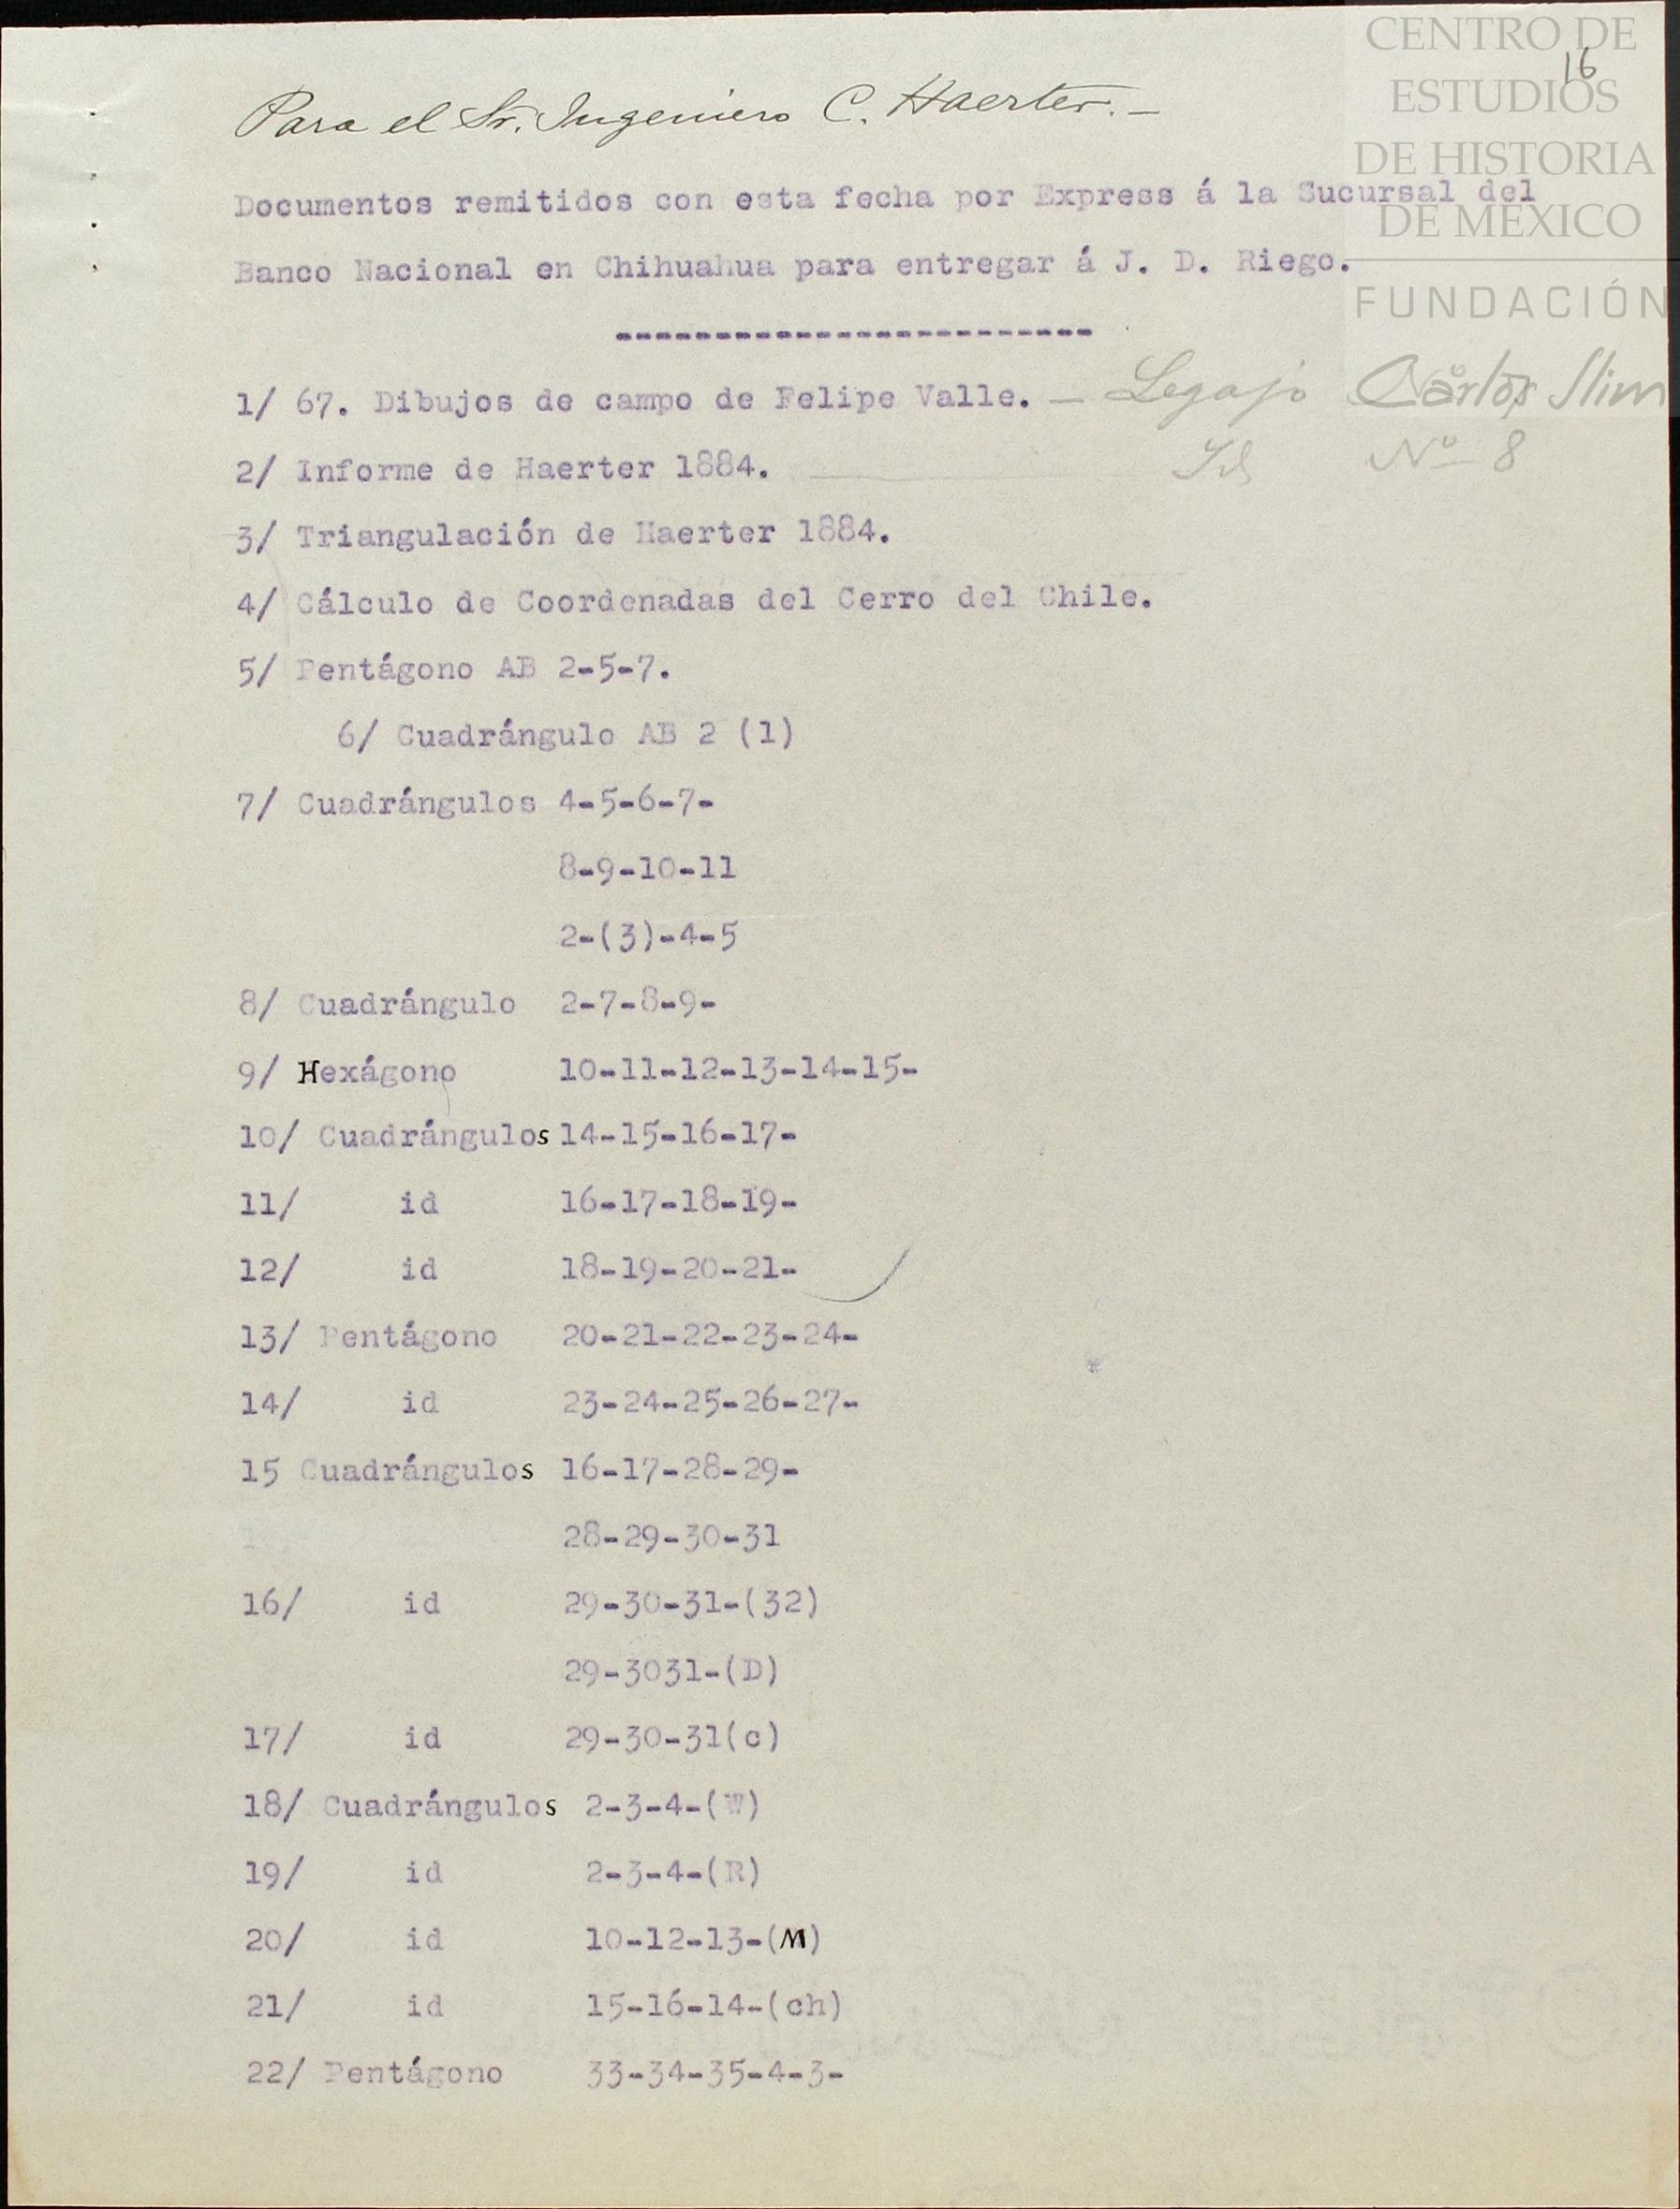 CENTRO DE
ESTUDIOS
DE HISTORIA
DE MÉXICO
FUNDACIÓN
Carlos Slim
16
Para el Sr. Ingeniero C. Haerter.-
Documentos remitidos con esta fecha por Express á la Sucursal del
Banco Nacional en Chihuahua para entregar á J. D. Riego.
------------------------
1/ 67. Dibujos de campo de Felipe Valle. - Legajo Nº
2/ Informe de Haerter 1884. Id Nº 8
3/ Triangulación de Haerter 1884.
4/ Cálculo de Coordenadas del Cerro del Chile.
5/ Pentágono AB 2-5-7.
6/ Cuadrángulo AB 2 (1)
7/ Cuadrángulos 4-5-6-7-
8-9-10-11
2-(3)-4-5
8/ Cuadrángulo 2-7-8-9-
9/ Hexágono 10-11-12-13-14-15-
10/ Cuadrángulos 14-15-16-17-
11/ id 16-17-18-19-
12/ id 18-19-20-21-
13/ Pentágono 20-21-22-23-24-
14/ id 23-24-25-26-27-
15 Cuadrángulos 16-17-28-29-
28-29-30-31
16/ id 29-30-31-(32)
29-3031-(D)
17/ id 29-30-31(c)
18/ Cuadrángulos 2-3-4-(W)
19/ id 2-3-4-(R)
20/ id 10-12-13-(M)
21/ id 15-16-14-(ch)
22/ Pentágono 33-34-35-4-3-